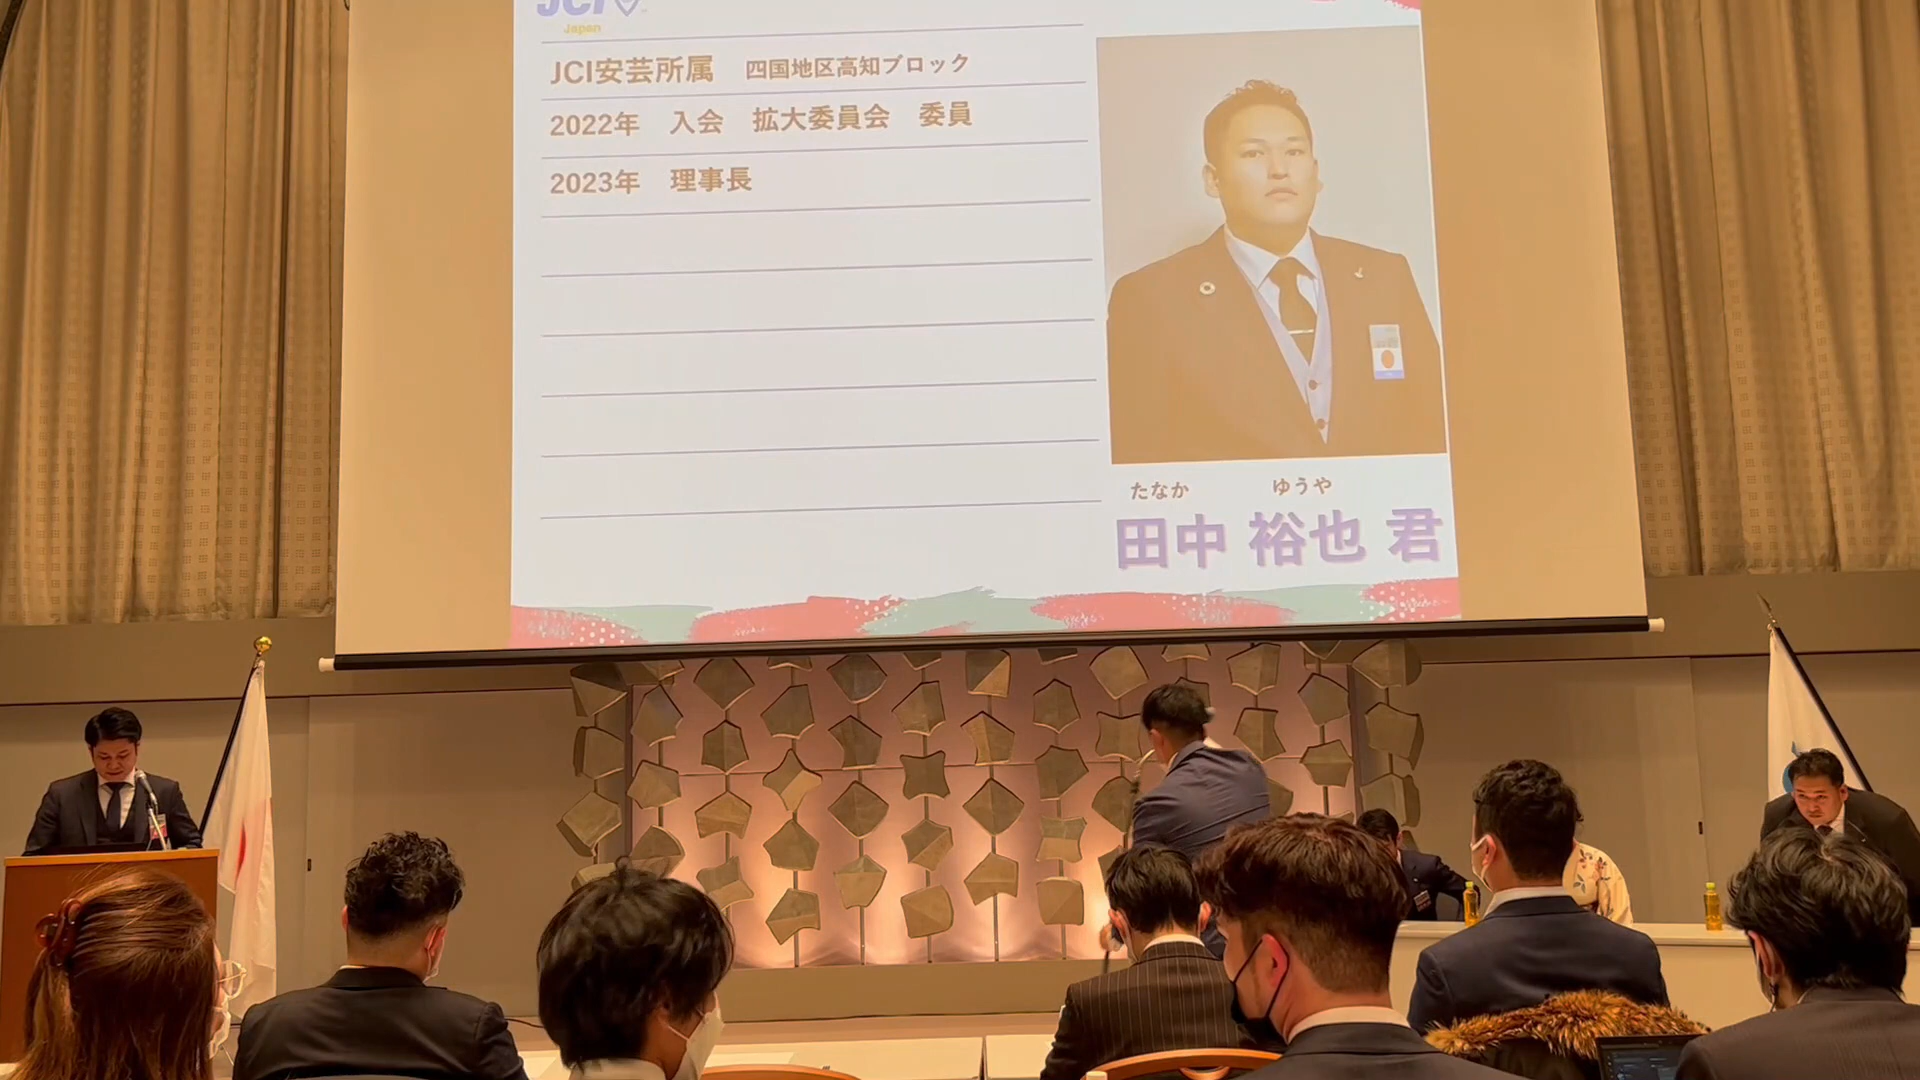 JCI
Japan
JCI安芸所属 四国地区高知ブロック
2022年 入会 拡大委員会 委員
2023年 理事長
たなか ゆうや
田中 裕也 君